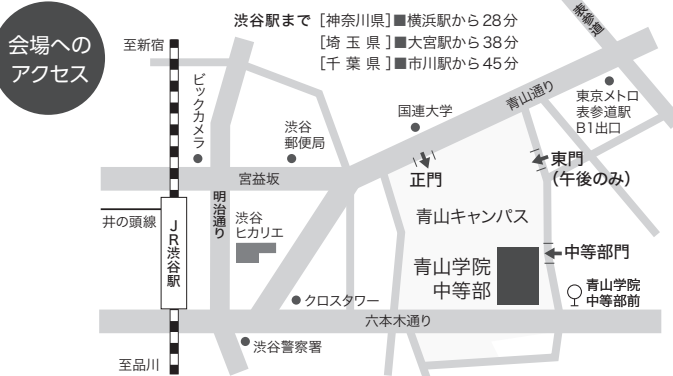 会場への
アクセス
渋谷駅まで [神奈川県]■横浜駅から28分
[埼玉県]■大宮駅から38分
[千葉県]■市川駅から45分
表参道
至新宿
ビックカメラ
渋谷
郵便局
国連大学
青山通り
東京メトロ
表参道駅
B1出口
宮益坂
正門
東門
(午後のみ)
井の頭線
JR渋谷駅
明治通り
渋谷
ヒカリエ
青山キャンパス
青山学院
中等部
中等部門
青山学院
中等部前
クロスタワー
六本木通り
渋谷警察署
至品川